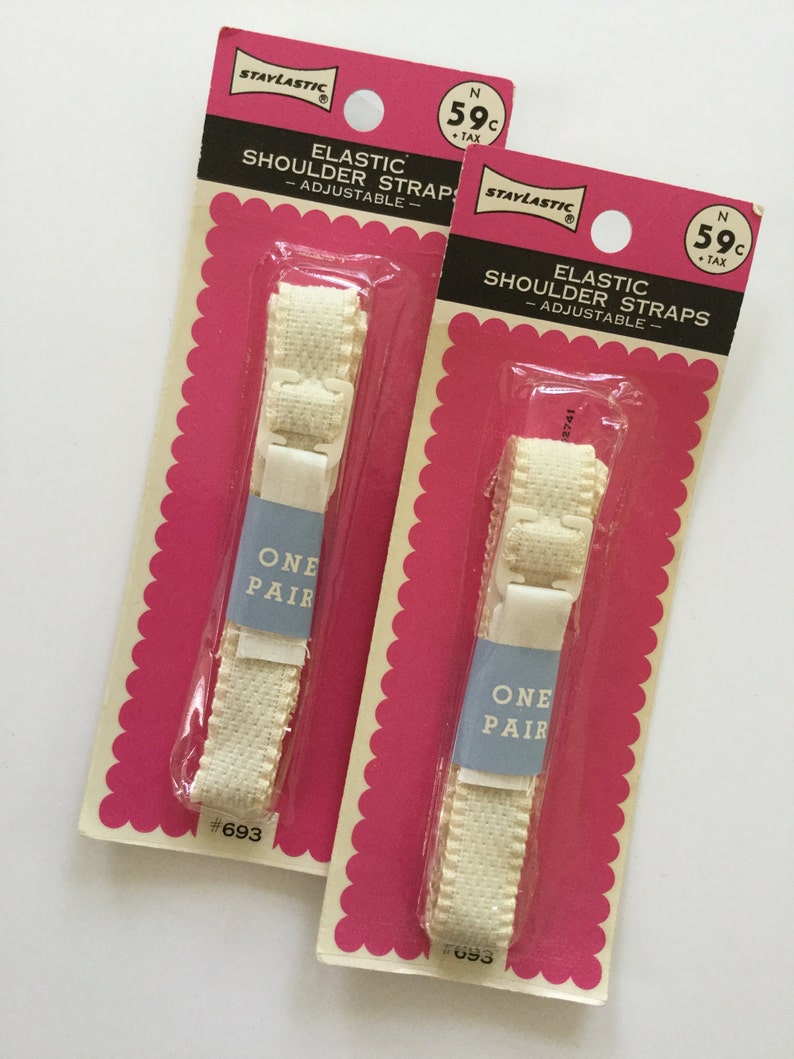 STAYLASTIC ®
N
59c
+ TAX
ELASTIC
SHOULDER STRAPS
– ADJUSTABLE –
ONE
PAIR
#693
STAYLASTIC ®
N
59c
+ TAX
ELASTIC
SHOULDER STRAPS
– ADJUSTABLE –
2741
ONE
PAIR
#693